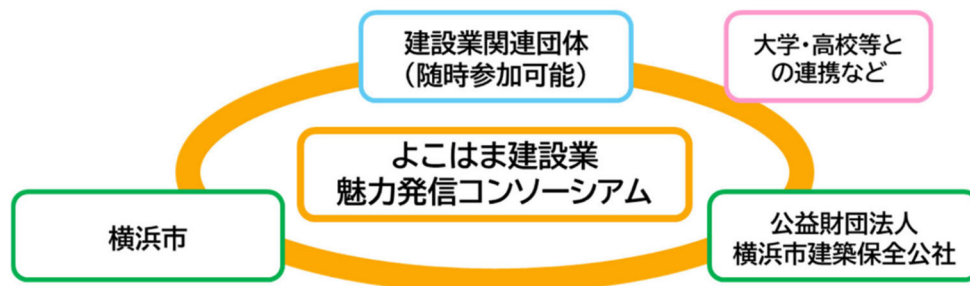 建設業関連団体
（随時参加可能）
大学・高校等と
の連携など
よこはま建設業
魅力発信コンソーシアム
横浜市
公益財団法人
横浜市建築保全公社